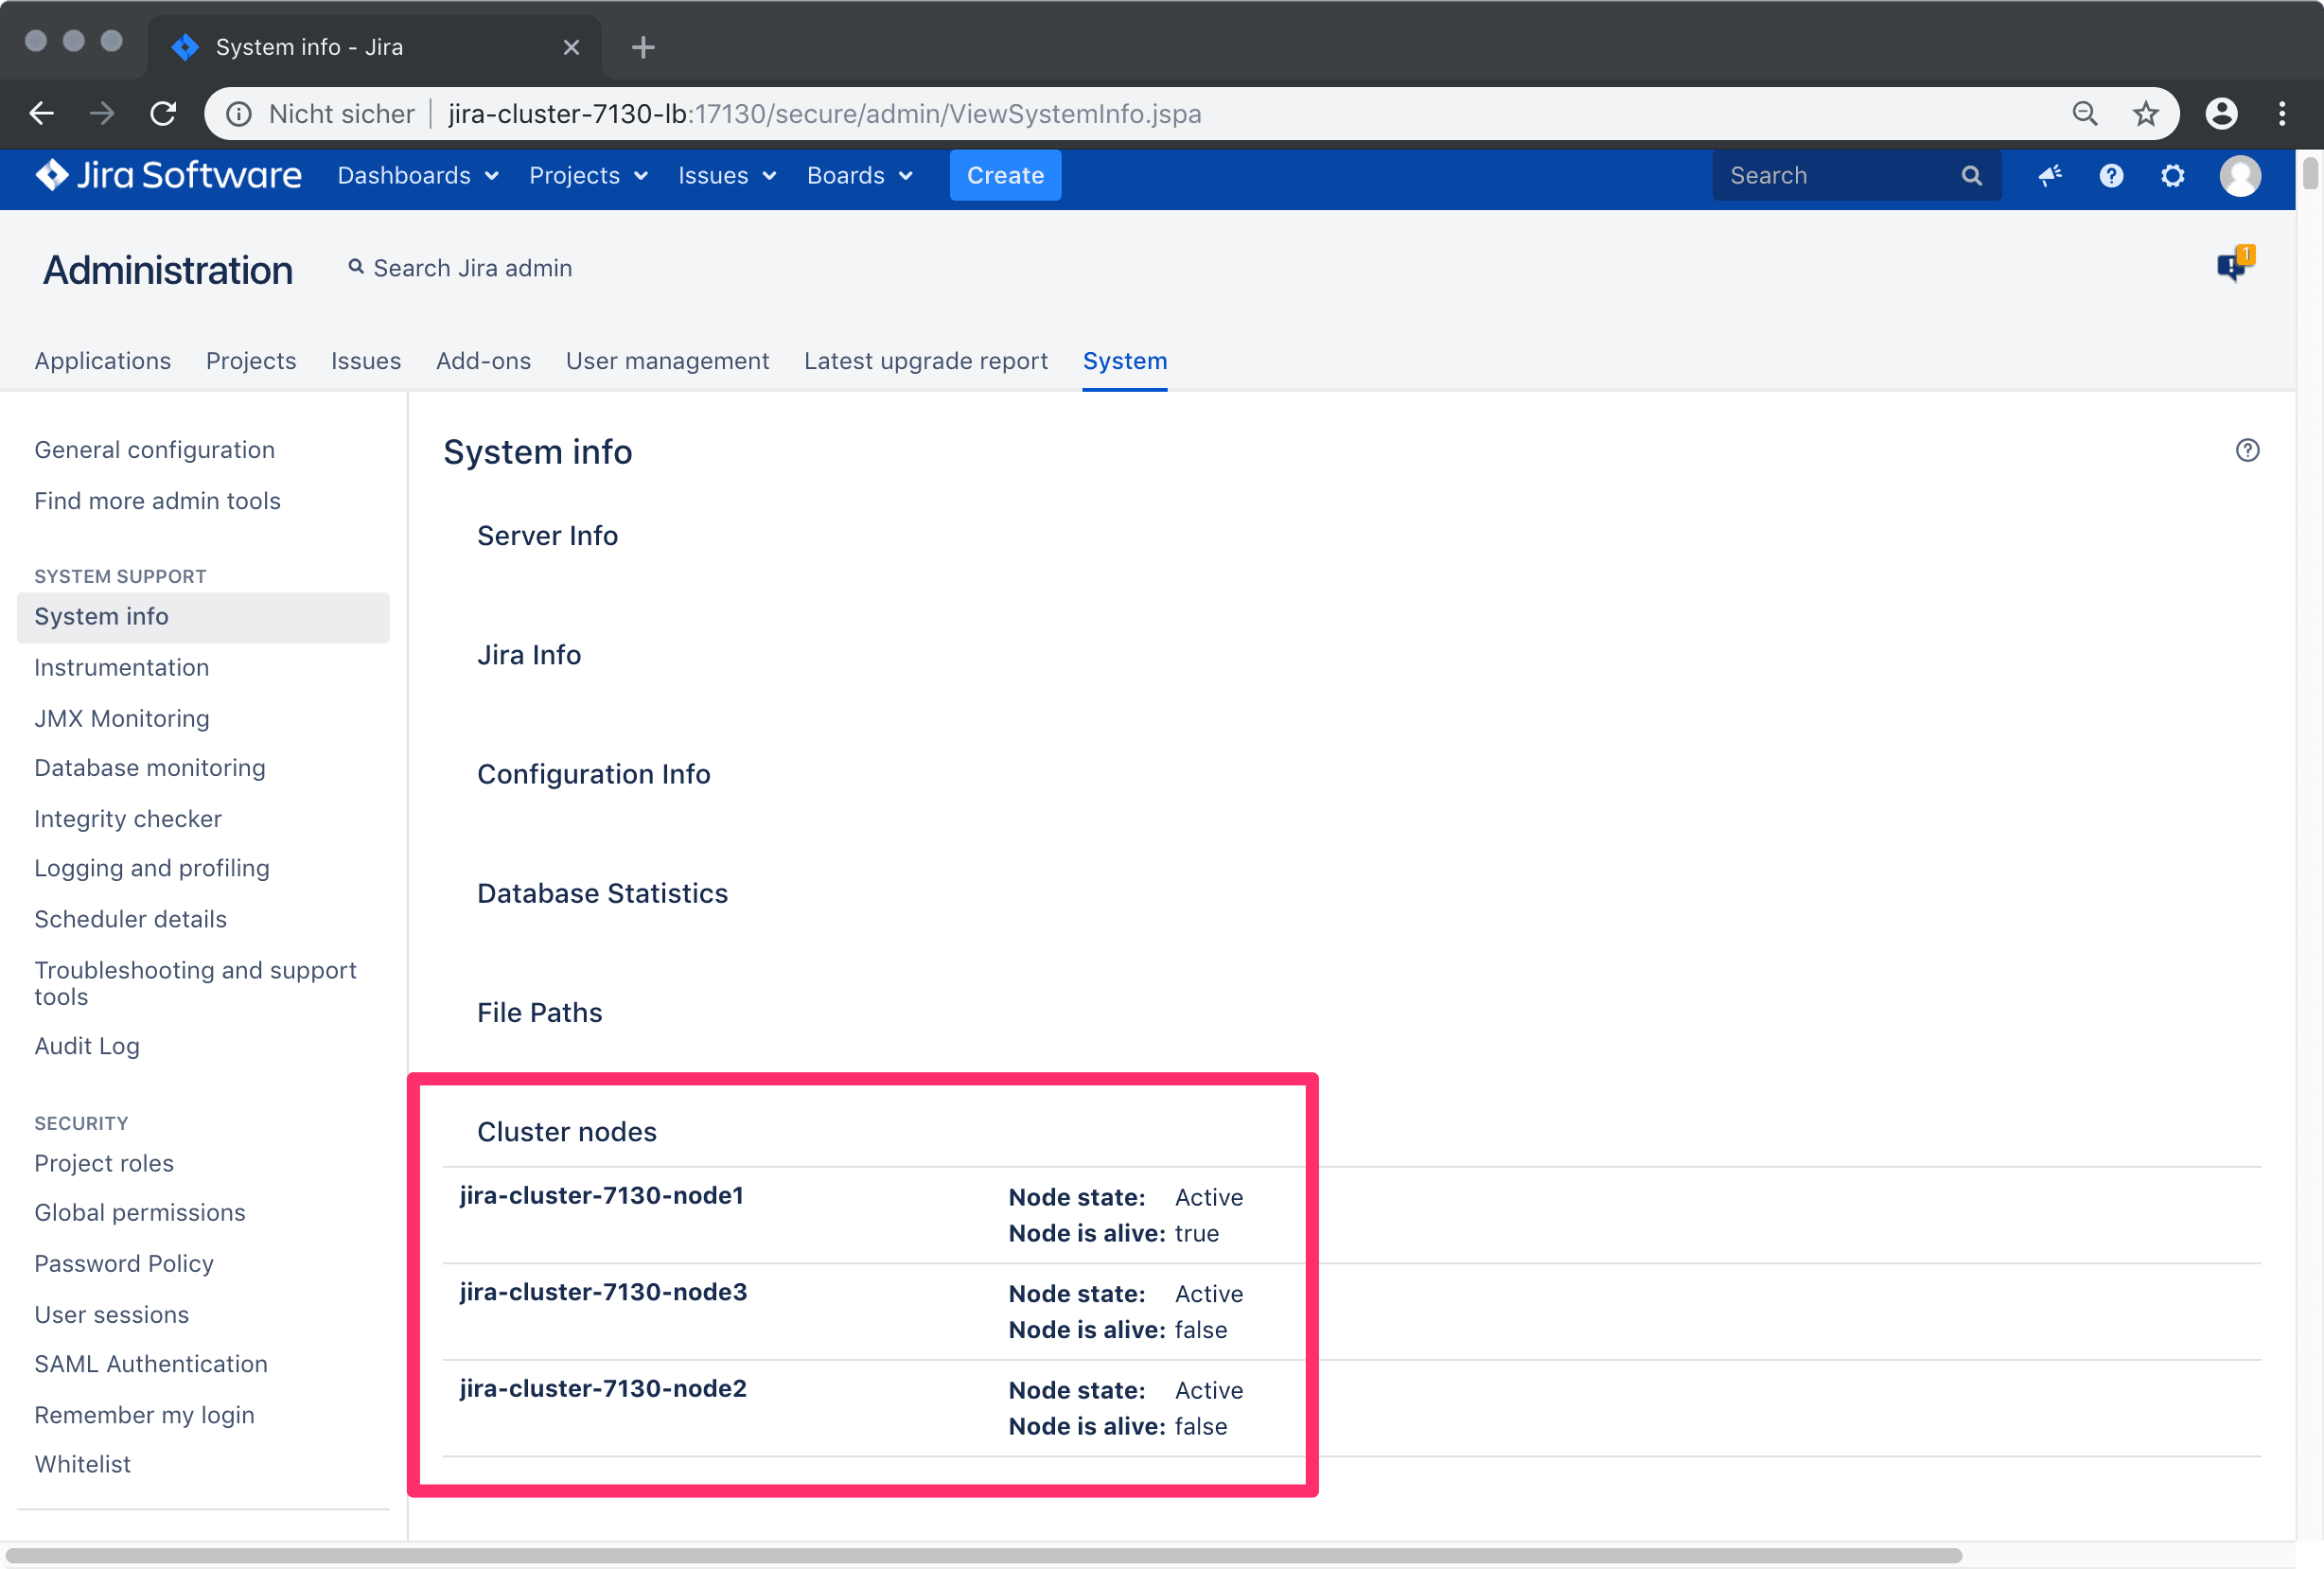 System info - Jira
Nicht sicher jira-cluster-7130-lb:17130/secure/admin/ViewSystemInfo.jspa
Jira Software Dashboards Projects Issues Boards Create Search
Administration Search Jira admin 1
Applications Projects Issues Add-ons User management Latest upgrade report System
General configuration
Find more admin tools
SYSTEM SUPPORT
System info
Instrumentation
JMX Monitoring
Database monitoring
Integrity checker
Logging and profiling
Scheduler details
Troubleshooting and support
tools
Audit Log
SECURITY
Project roles
Global permissions
Password Policy
User sessions
SAML Authentication
Remember my login
Whitelist
System info
Server Info
Jira Info
Configuration Info
Database Statistics
File Paths
Cluster nodes
jira-cluster-7130-node1 Node state: Active
Node is alive: true
jira-cluster-7130-node3 Node state: Active
Node is alive: false
jira-cluster-7130-node2 Node state: Active
Node is alive: false